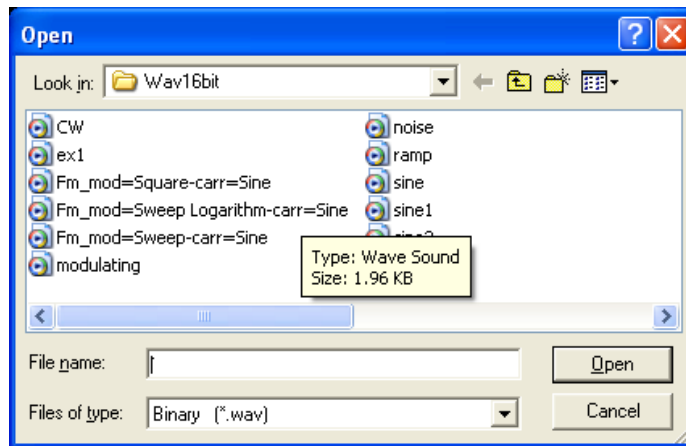 Open
Look in: Wav16bit
CW
ex1
Fm_mod=Square-carr=Sine
Fm_mod=Sweep Logarithm-carr=Sine
Fm_mod=Sweep-carr=Sine
modulating
noise
ramp
sine
sine1
Type: Wave Sound
Size: 1.96 KB
File name:
Open
Files of type: Binary (*.wav)
Cancel